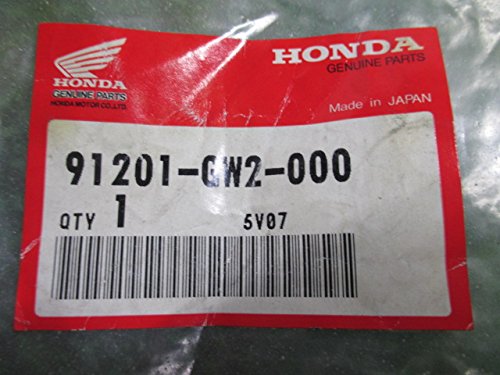 HONDA
GENUINE PARTS
HONDA MOTOR CO.,LTD.
HONDA
GENUINE PARTS
Made in JAPAN
91201-GW2-000
QTY 1 5V07